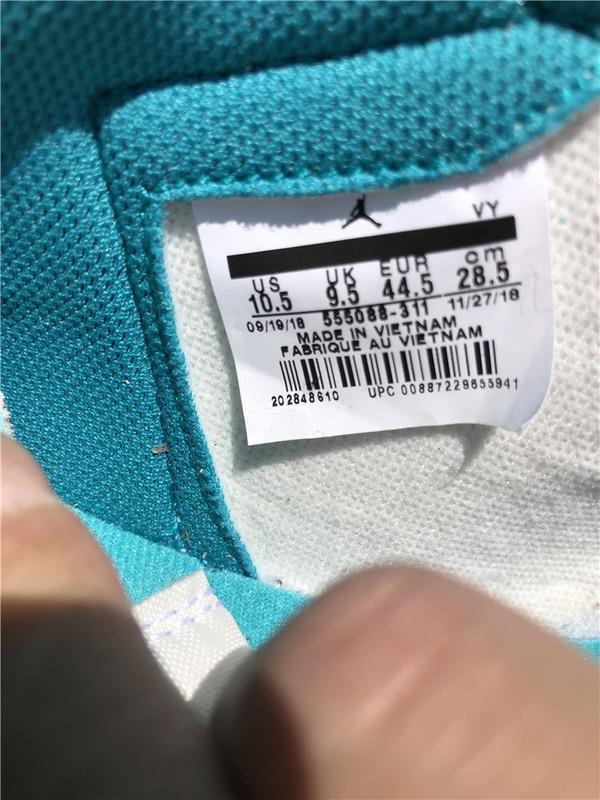 VY
US UK EUR cm
10.5 9.5 44.5 28.5
09/19/18 555088-311 11/27/18
MADE IN VIETNAM
FABRIQUE AU VIETNAM
202848610 UPC 00887229655941